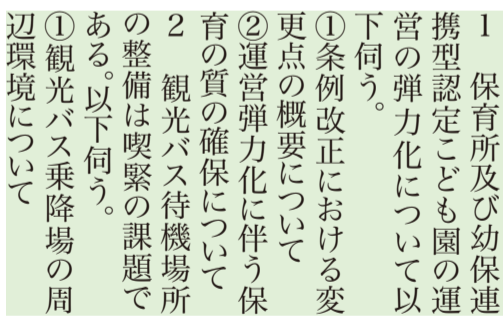 1　保育所及び幼保連
携型認定こども園の運
営の弾力化について以
下伺う。
①条例改正における変
更点の概要について
②運営弾力化に伴う保
育の質の確保について
2　観光バス待機場所
の整備は喫緊の課題で
ある。以下伺う。
①観光バス乗降場の周
辺環境について